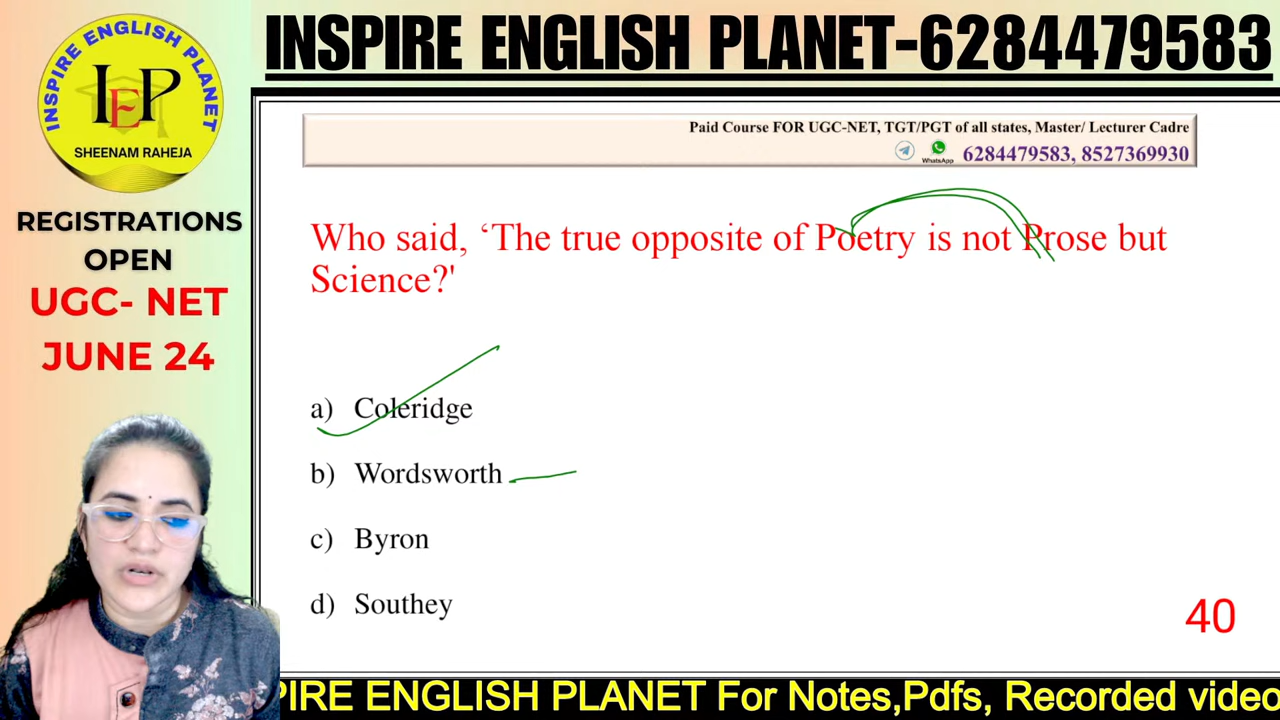 INSPIRE ENGLISH PLANET
IEP
SHEENAM RAHEJA
INSPIRE ENGLISH PLANET-6284479583
Paid Course FOR UGC-NET, TGT/PGT of all states, Master/ Lecturer Cadre
WhatsApp 6284479583, 8527369930
REGISTRATIONS
OPEN
UGC- NET
JUNE 24
Who said, ‘The true opposite of Poetry is not Prose but
Science?'
a) Coleridge
b) Wordsworth
c) Byron
d) Southey
40
PIRE ENGLISH PLANET For Notes,Pdfs, Recorded video